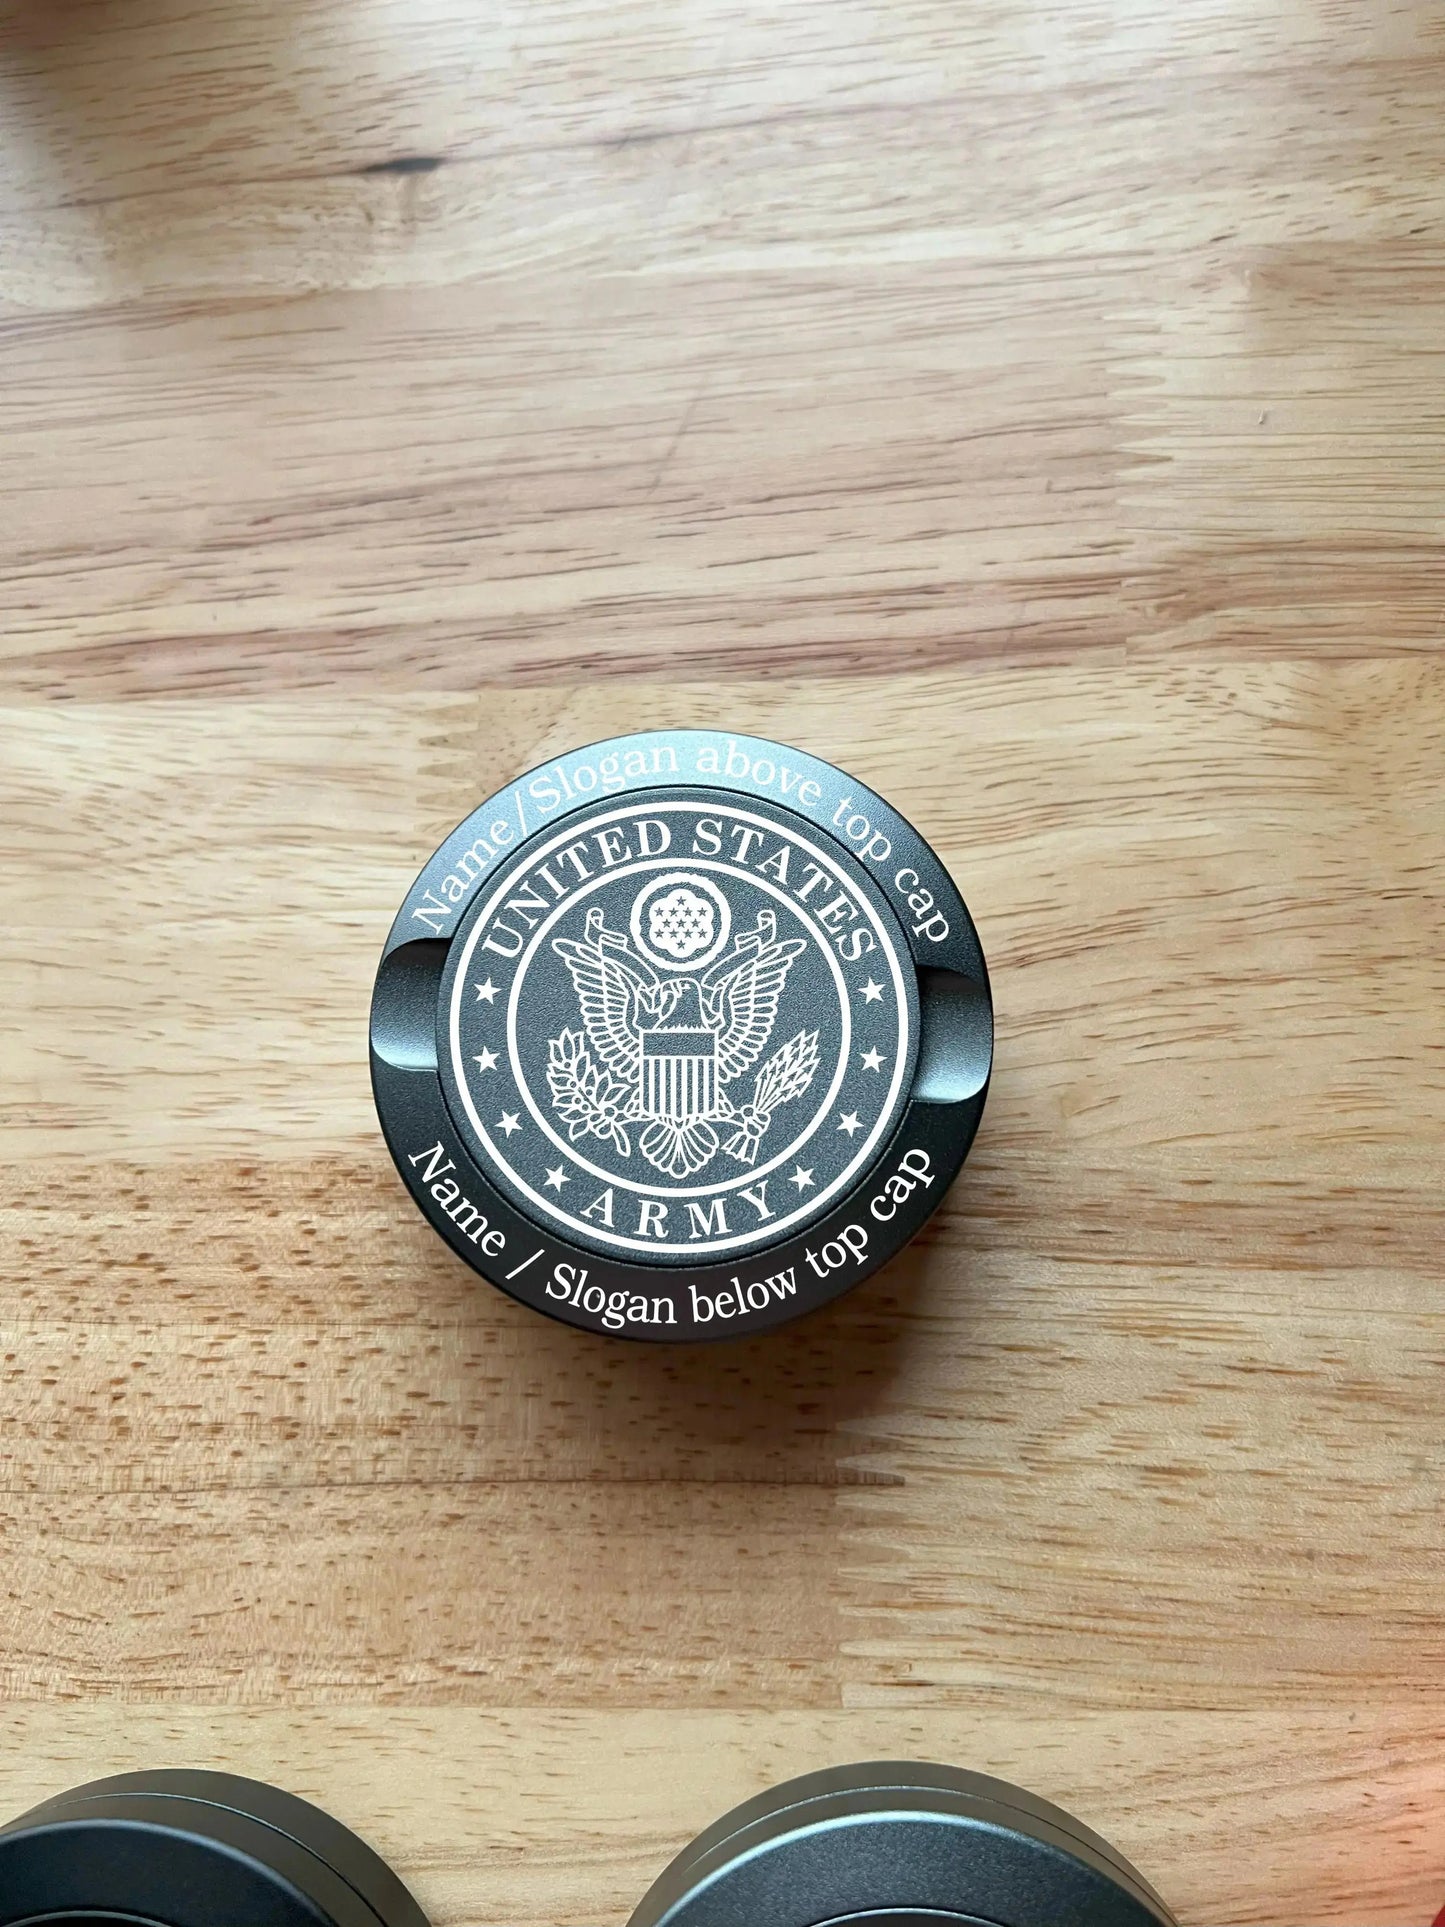 Name/Slogan above top cap
UNITED STATES
ARMY
Name / Slogan below top cap